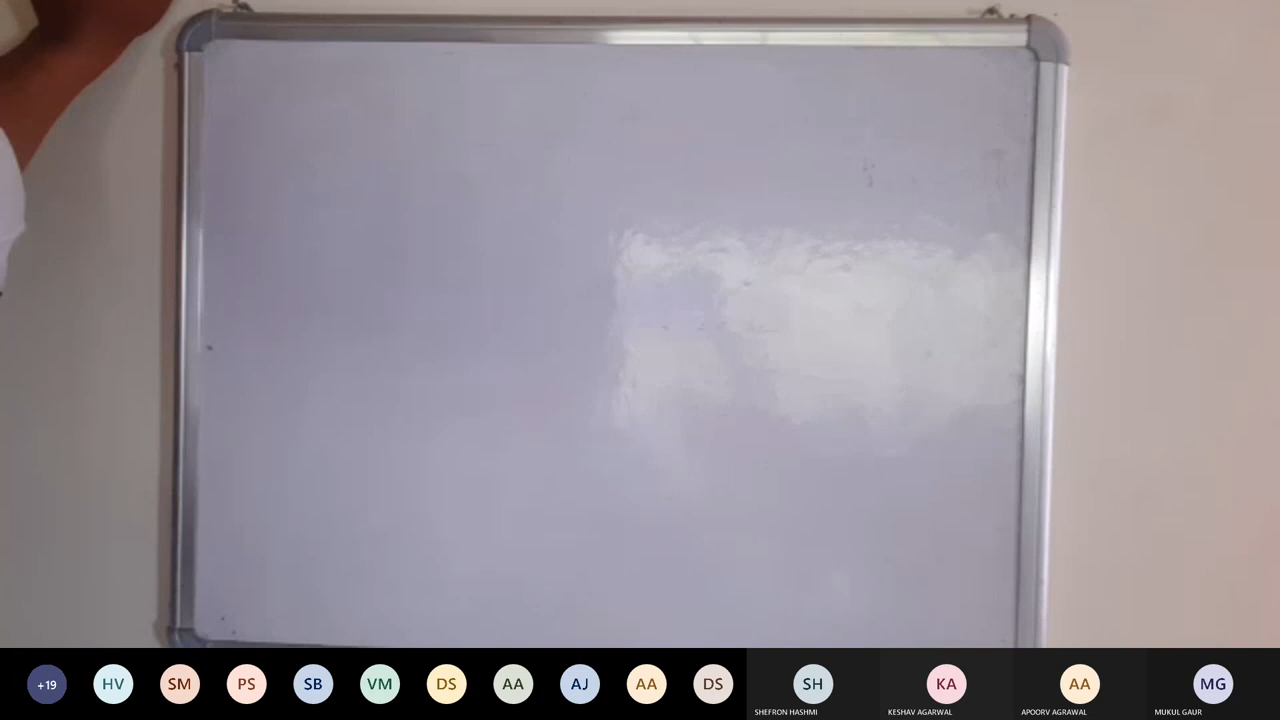 +19 HV SM PS SB VM DS AA AJ AA DS SH KA AA MG
SHEFRON HASHMI KESHAV AGARWAL APOORV AGRAWAL MUKUL GAUR